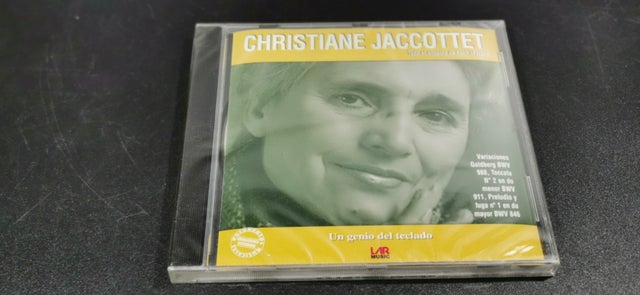 CHRISTIANE JACCOTTET
Variaciones
Goldberg BWV
988, Toccata
Nº 2 en do
menor BWV
911, Preludio y
fuga nº 1 en do
mayor BWV 846
Un genio del teclado
LAR
MUSIC